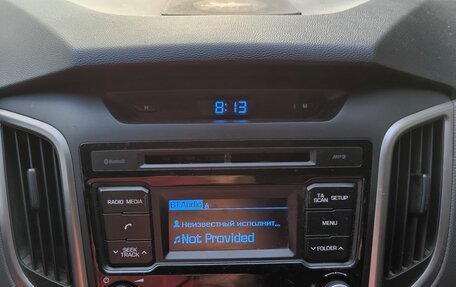 H 8:13 M
Bluetooth MP3
RADIO MEDIA
BT Audio
TA SCAN SETUP
Неизвестный исполнит...
Not Provided
MENU
SEEK TRACK
FOLDER